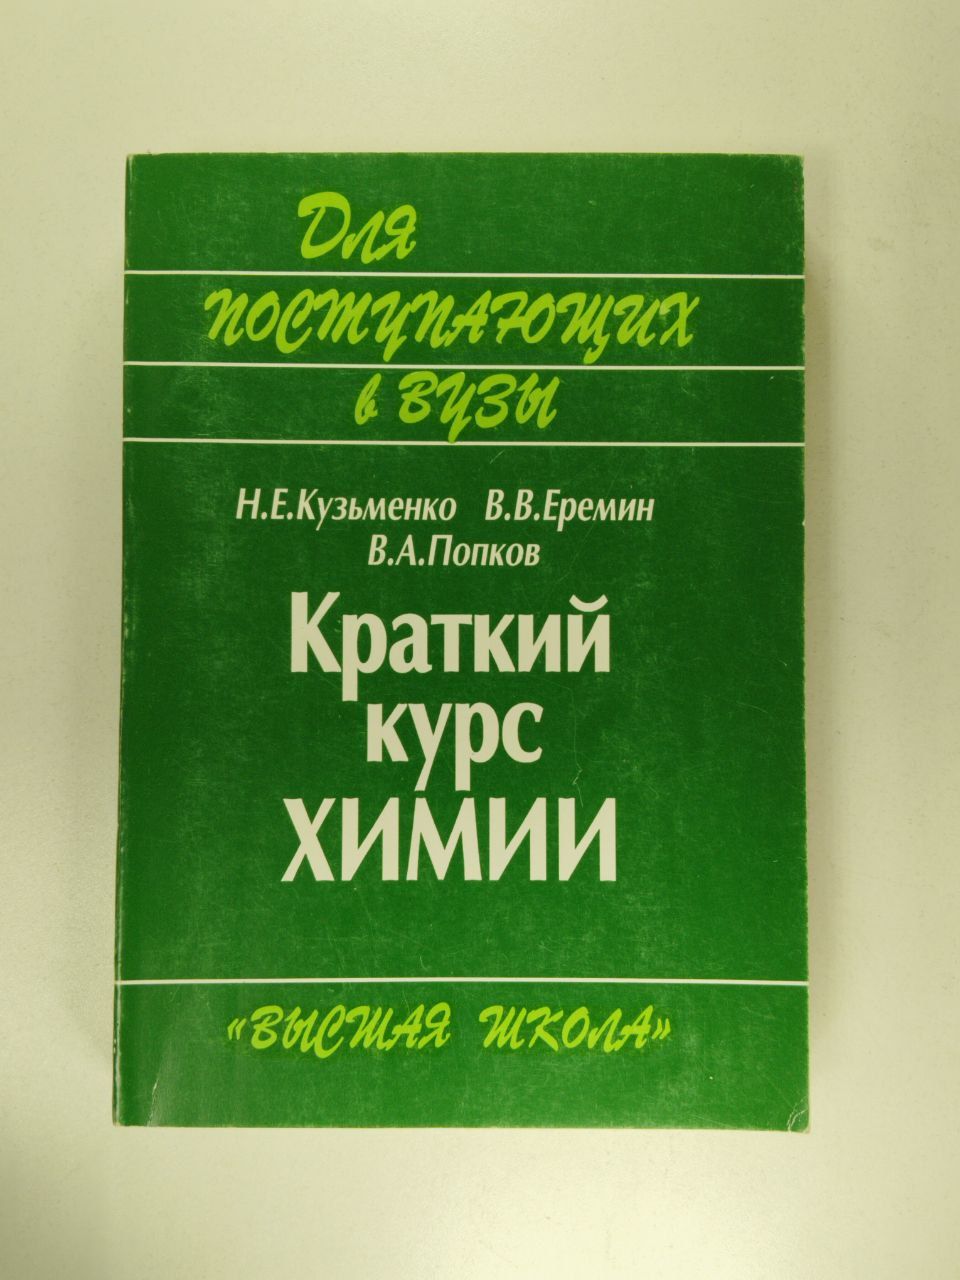 Для
поступающих
в вузы
Н.Е.Кузьменко В.В.Еремин
В.А.Попков
Краткий
курс
ХИМИИ
«ВЫСШАЯ ШКОЛА»